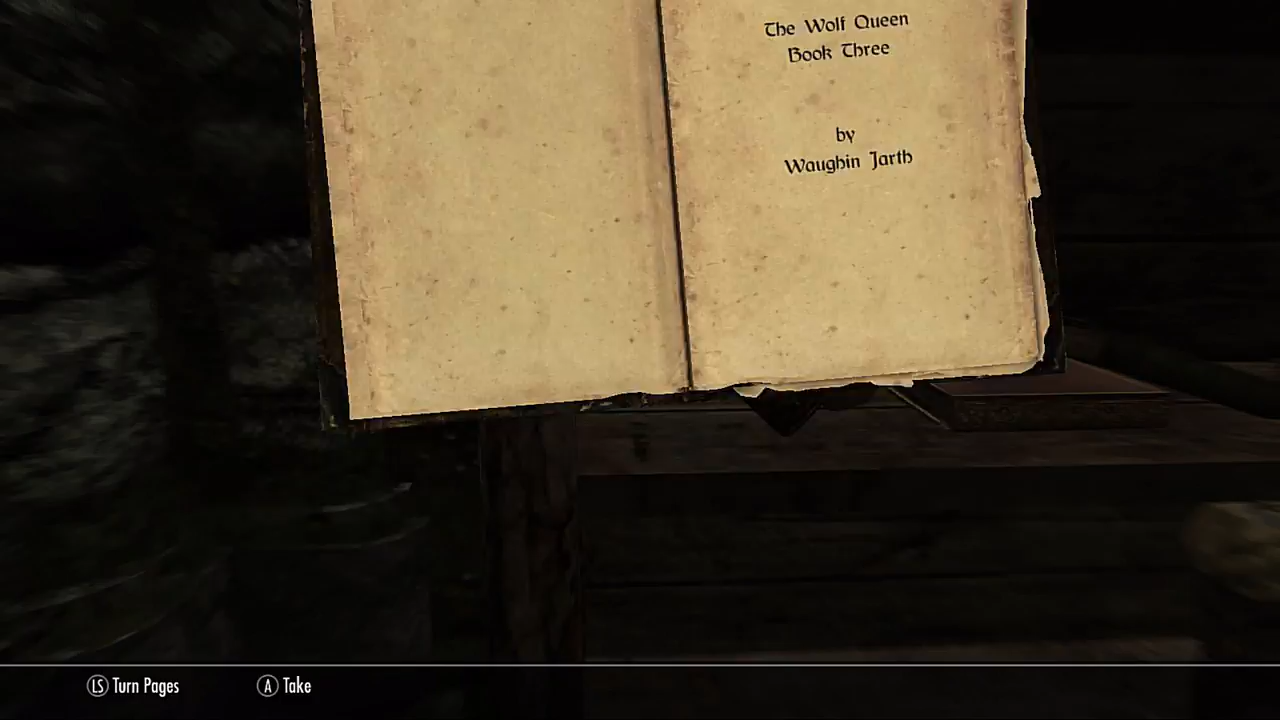 The Wolf Queen
Book Three
by
Waughin Jarth
LS Turn Pages
A Take